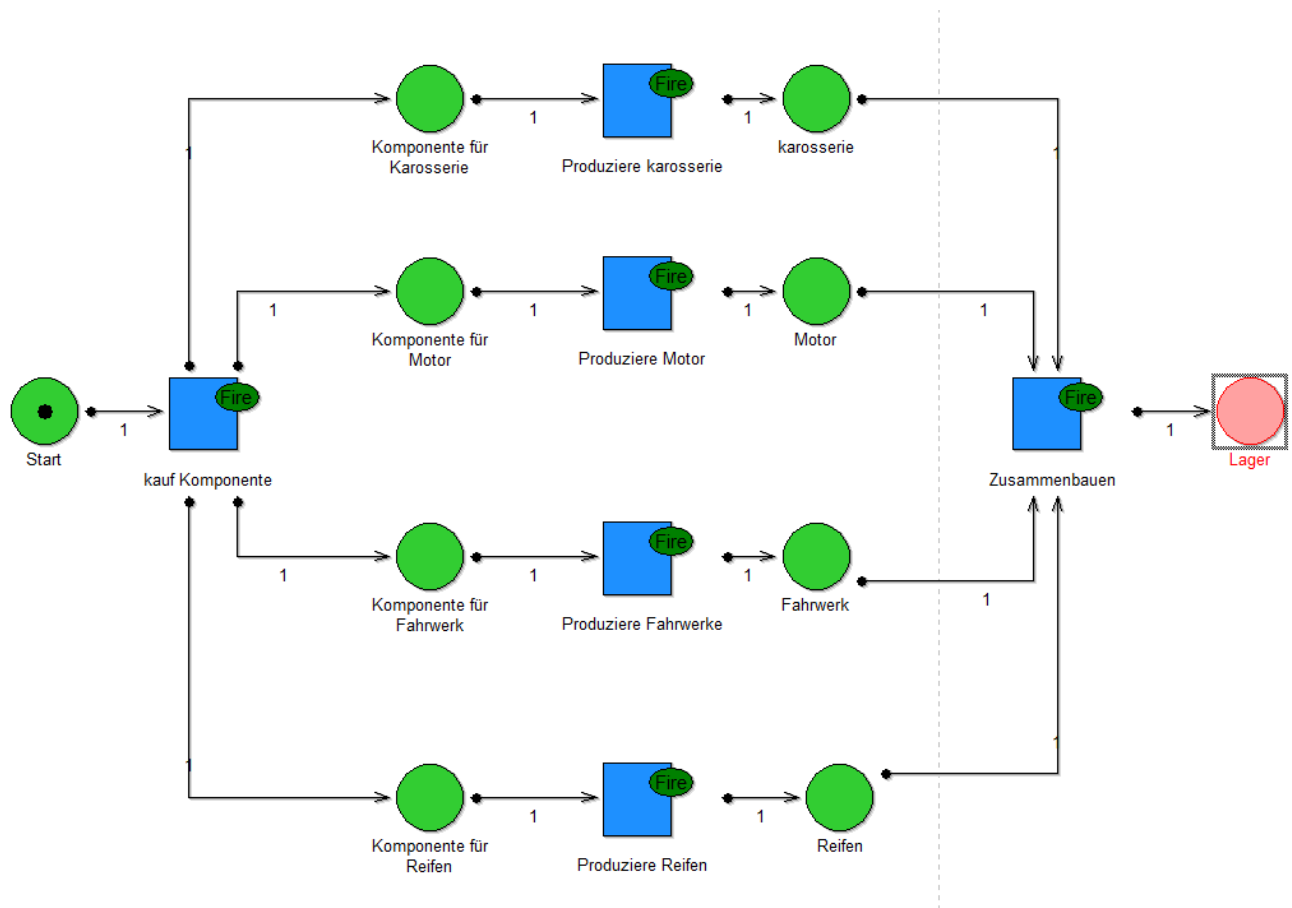 Fire
1
1
1
Komponente für
Karosserie
Produziere karosserie
karosserie
1
1
Fire
1
1
1
1
Komponente für
Motor
Produziere Motor
Motor
Fire
Fire
1
1
Start
Lager
kauf Komponente
Zusammenbauen
Fire
1
1
1
1
Komponente für
Fahrwerk
Produziere Fahrwerke
Fahrwerk
1
1
Fire
1
1
Komponente für
Reifen
Produziere Reifen
Reifen